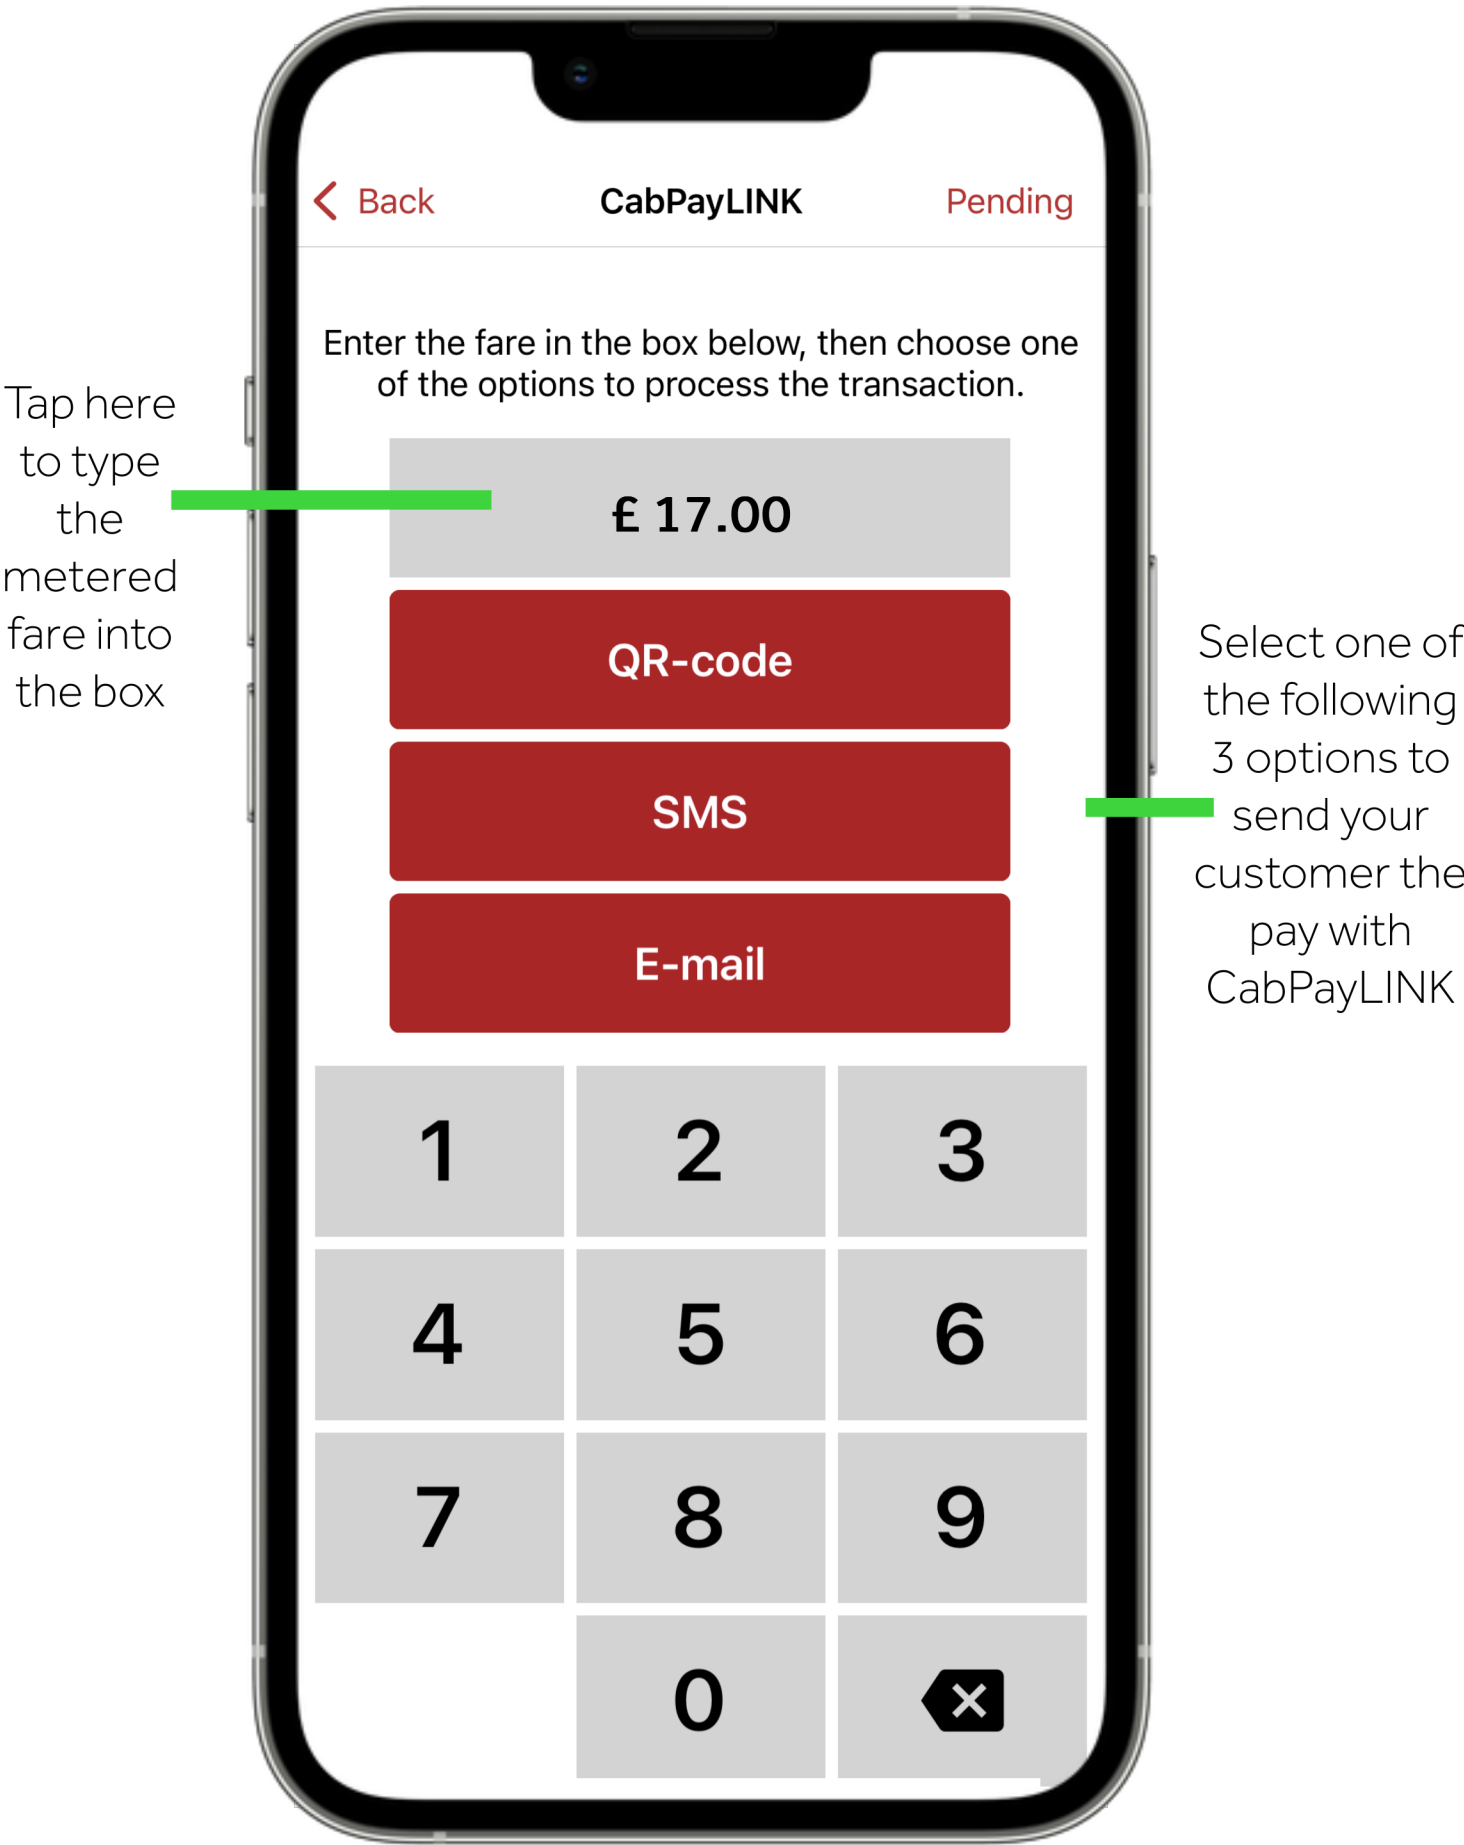 Back
CabPayLINK
Pending
Enter the fare in the box below, then choose one
of the options to process the transaction.
Tap here
to type
the
metered
fare into
the box
£ 17.00
QR-code
SMS
E-mail
Select one of
the following
3 options to
send your
customer the
pay with
CabPayLINK
1 2 3
4 5 6
7 8 9
0